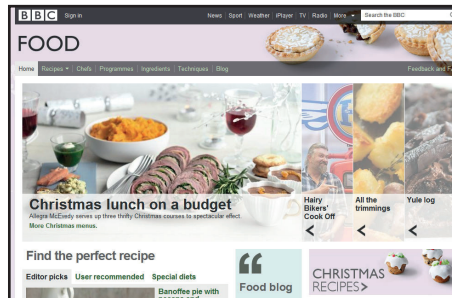 BBC Sign in News Sport Weather iPlayer TV Radio More Search the BBC
FOOD
Home Recipes Chefs Programmes Ingredients Techniques Blog Feedback and
Christmas lunch on a budget
Allegra McEvedy serves up three thrifty Christmas courses to spectacular effect
More Christmas menus.
Hairy
Bikers'
Cook Off
All the
trimmings
Yule log
Find the perfect recipe
Editor picks User recommended Special diets
Banoffee pie with
Food blog
CHRISTMAS
RECIPES>